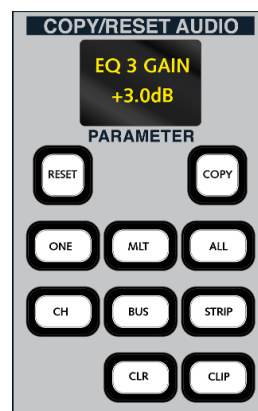 COPY/RESET AUDIO
EQ 3 GAIN
+3.0dB
PARAMETER
RESET COPY
ONE MLT ALL
CH BUS STRIP
CLR CLIP